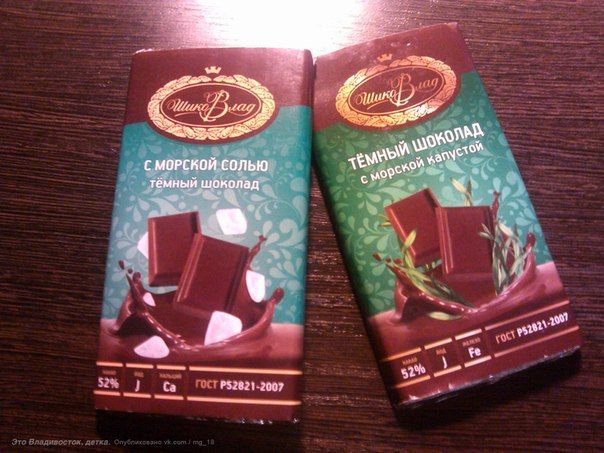 ШикоВлад
С МОРСКОЙ СОЛЬЮ
ТЁМНЫЙ ШОКОЛАД
КАКАО ЙОД КАЛЬЦИЙ
52% J Ca ГОСТ Р52821-2007
ШикоВлад
ТЁМНЫЙ ШОКОЛАД
С МОРСКОЙ КАПУСТОЙ
КАКАО ЙОД ЖЕЛЕЗО
52% J Fe ГОСТ Р52821-2007
Это Владивосток, детка. Опубликовано vk.com / mg_18